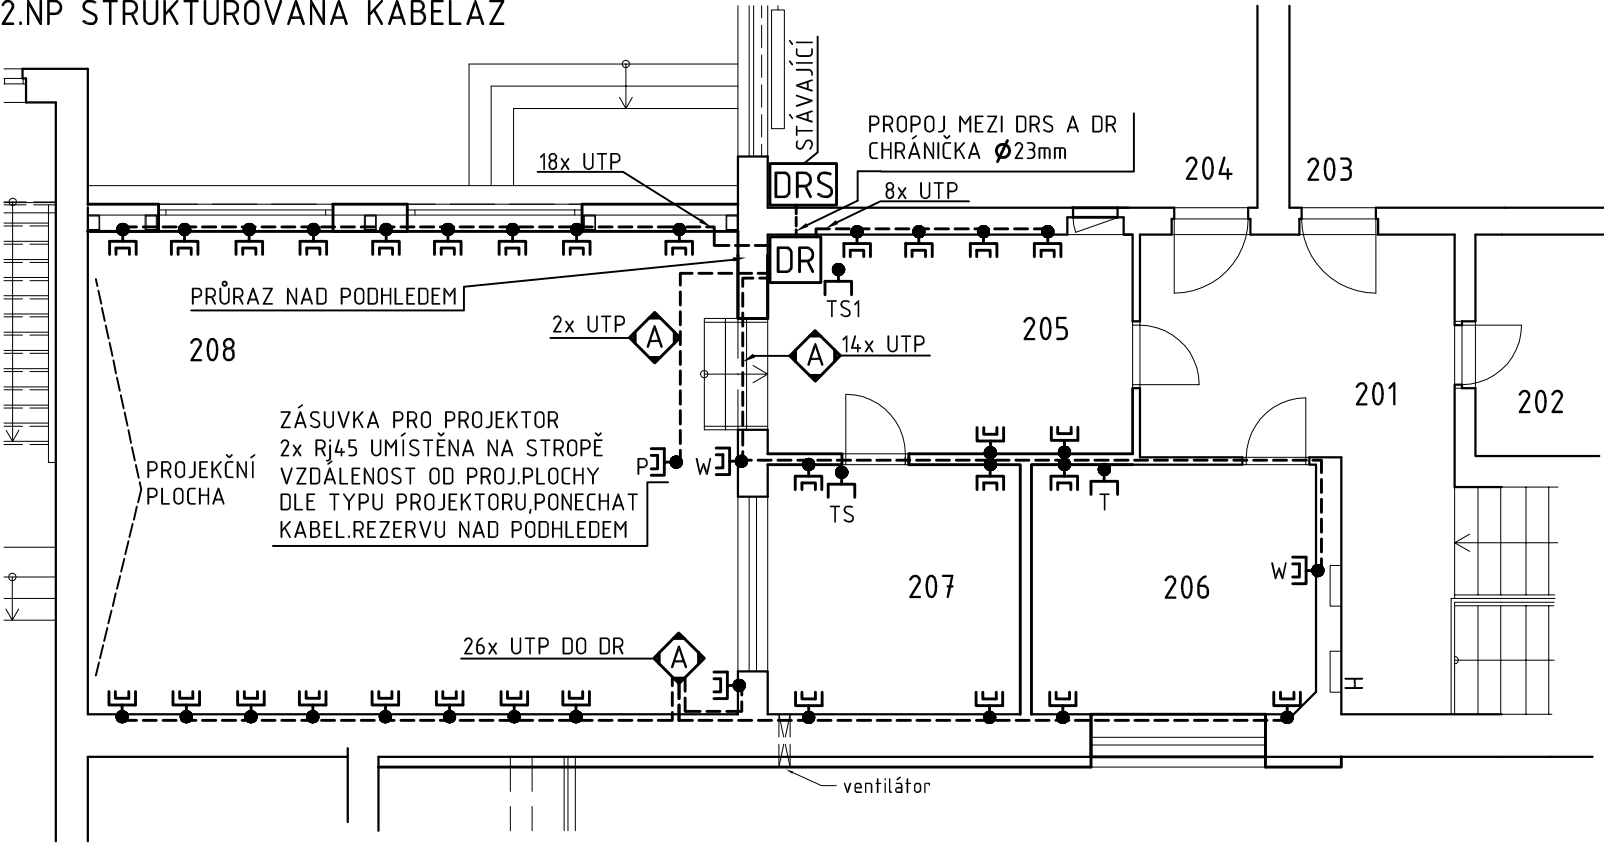 2.NP STRUKTUROVANÁ KABELÁŽ
STÁVAJÍCÍ
PROPOJ MEZI DRS A DR
CHRÁNIČKA Ø23mm
18x UTP
DRS
8x UTP
204
203
DR
PRŮRAZ NAD PODHLEDEM
TS1
2x UTP
A
A
14x UTP
205
208
201
202
ZÁSUVKA PRO PROJEKTOR
2x Rj45 UMÍSTĚNA NA STROPĚ
VZDÁLENOST OD PROJ.PLOCHY
DLE TYPU PROJEKTORU,PONECHAT
KABEL.REZERVU NAD PODHLEDEM
PROJEKČNÍ
PLOCHA
P
W
TS
T
W
207
206
26x UTP DO DR
A
H
ventilátor